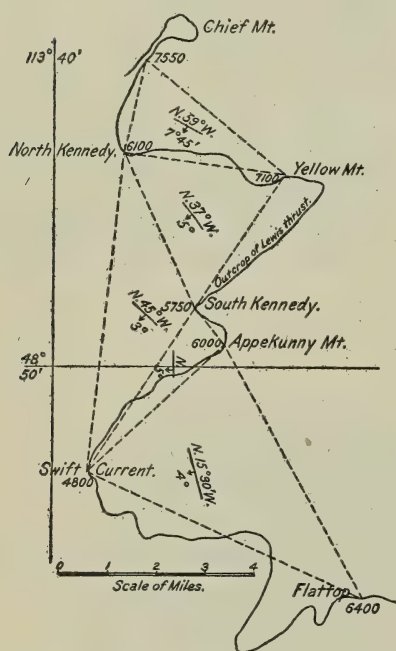 Chief Mt.
113° 40'
7550
N.59°W.
7°45'
North Kennedy.
6100
7100
Yellow Mt.
N.37°W.
5°
Outcrop of Lewis thrust.
N.45°W.
3°
5750
South Kennedy.
6000
Appekunny Mt.
48°
50'
N
Swift Current.
4800
N.15°30'W.
4°
0 1 2 3 4
Scale of Miles.
Flattop
6400